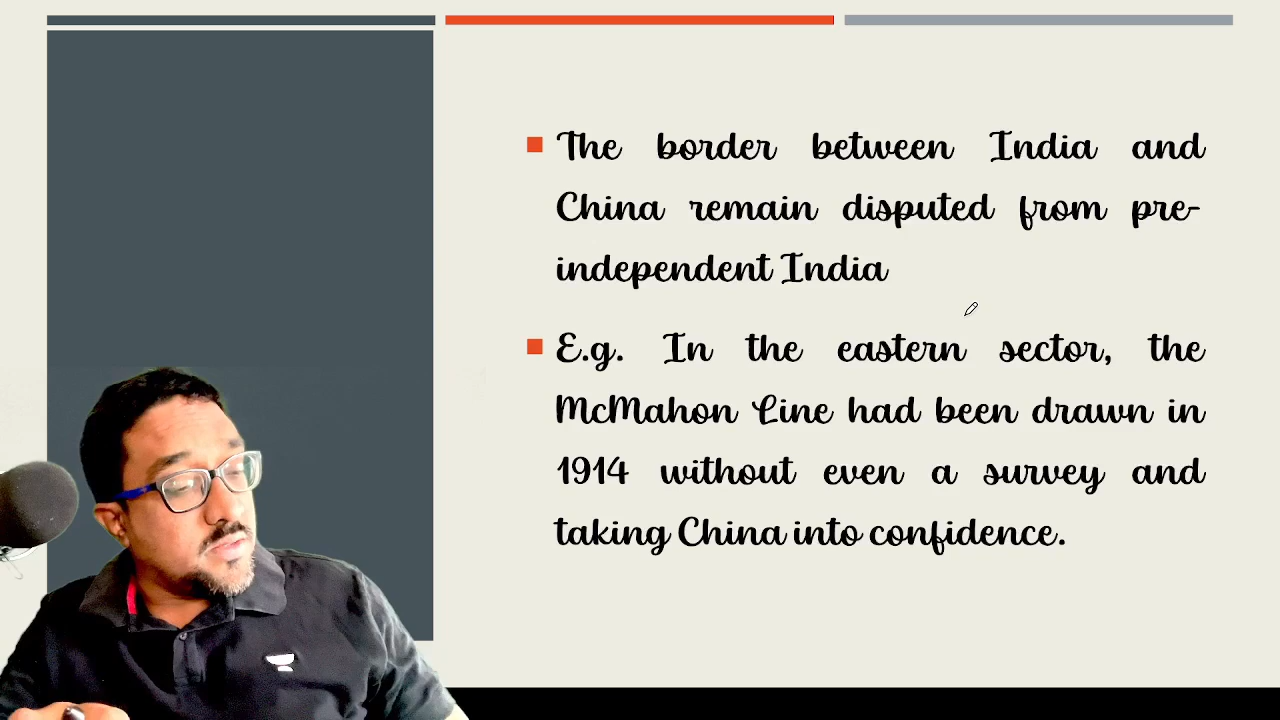 The border between India and
China remain disputed from pre-
independent India
E.g. In the eastern sector, the
McMahon Line had been drawn in
1914 without even a survey and
taking China into confidence.